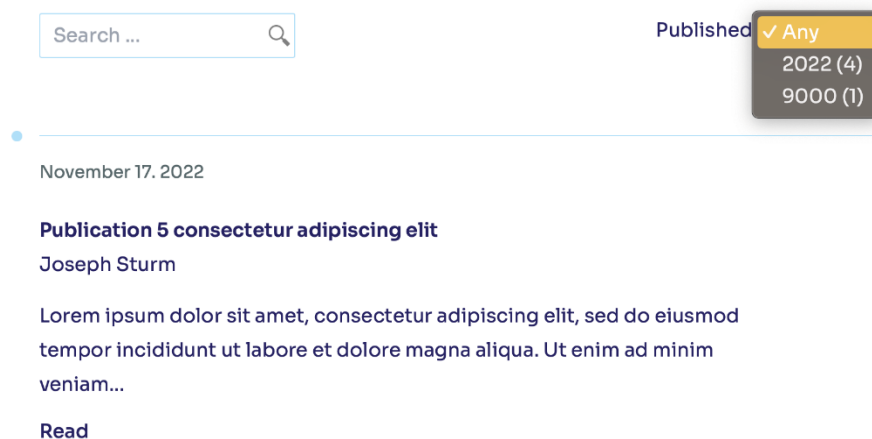 Search ...
Published
✓ Any
2022 (4)
9000 (1)
November 17. 2022
Publication 5 consectetur adipiscing elit
Joseph Sturm
Lorem ipsum dolor sit amet, consectetur adipiscing elit, sed do eiusmod
tempor incididunt ut labore et dolore magna aliqua. Ut enim ad minim
veniam...
Read